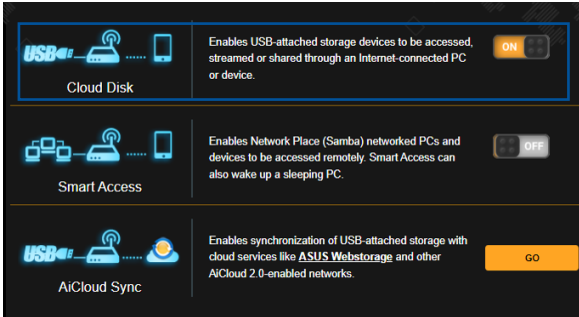 Enables USB-attached storage devices to be accessed,
streamed or shared through an Internet-connected PC
or device.
ON
USB
Cloud Disk
Enables Network Place (Samba) networked PCs and
devices to be accessed remotely. Smart Access can
also wake up a sleeping PC.
OFF
Smart Access
Enables synchronization of USB-attached storage with
cloud services like ASUS Webstorage and other
AiCloud 2.0-enabled networks.
GO
USB
AiCloud Sync